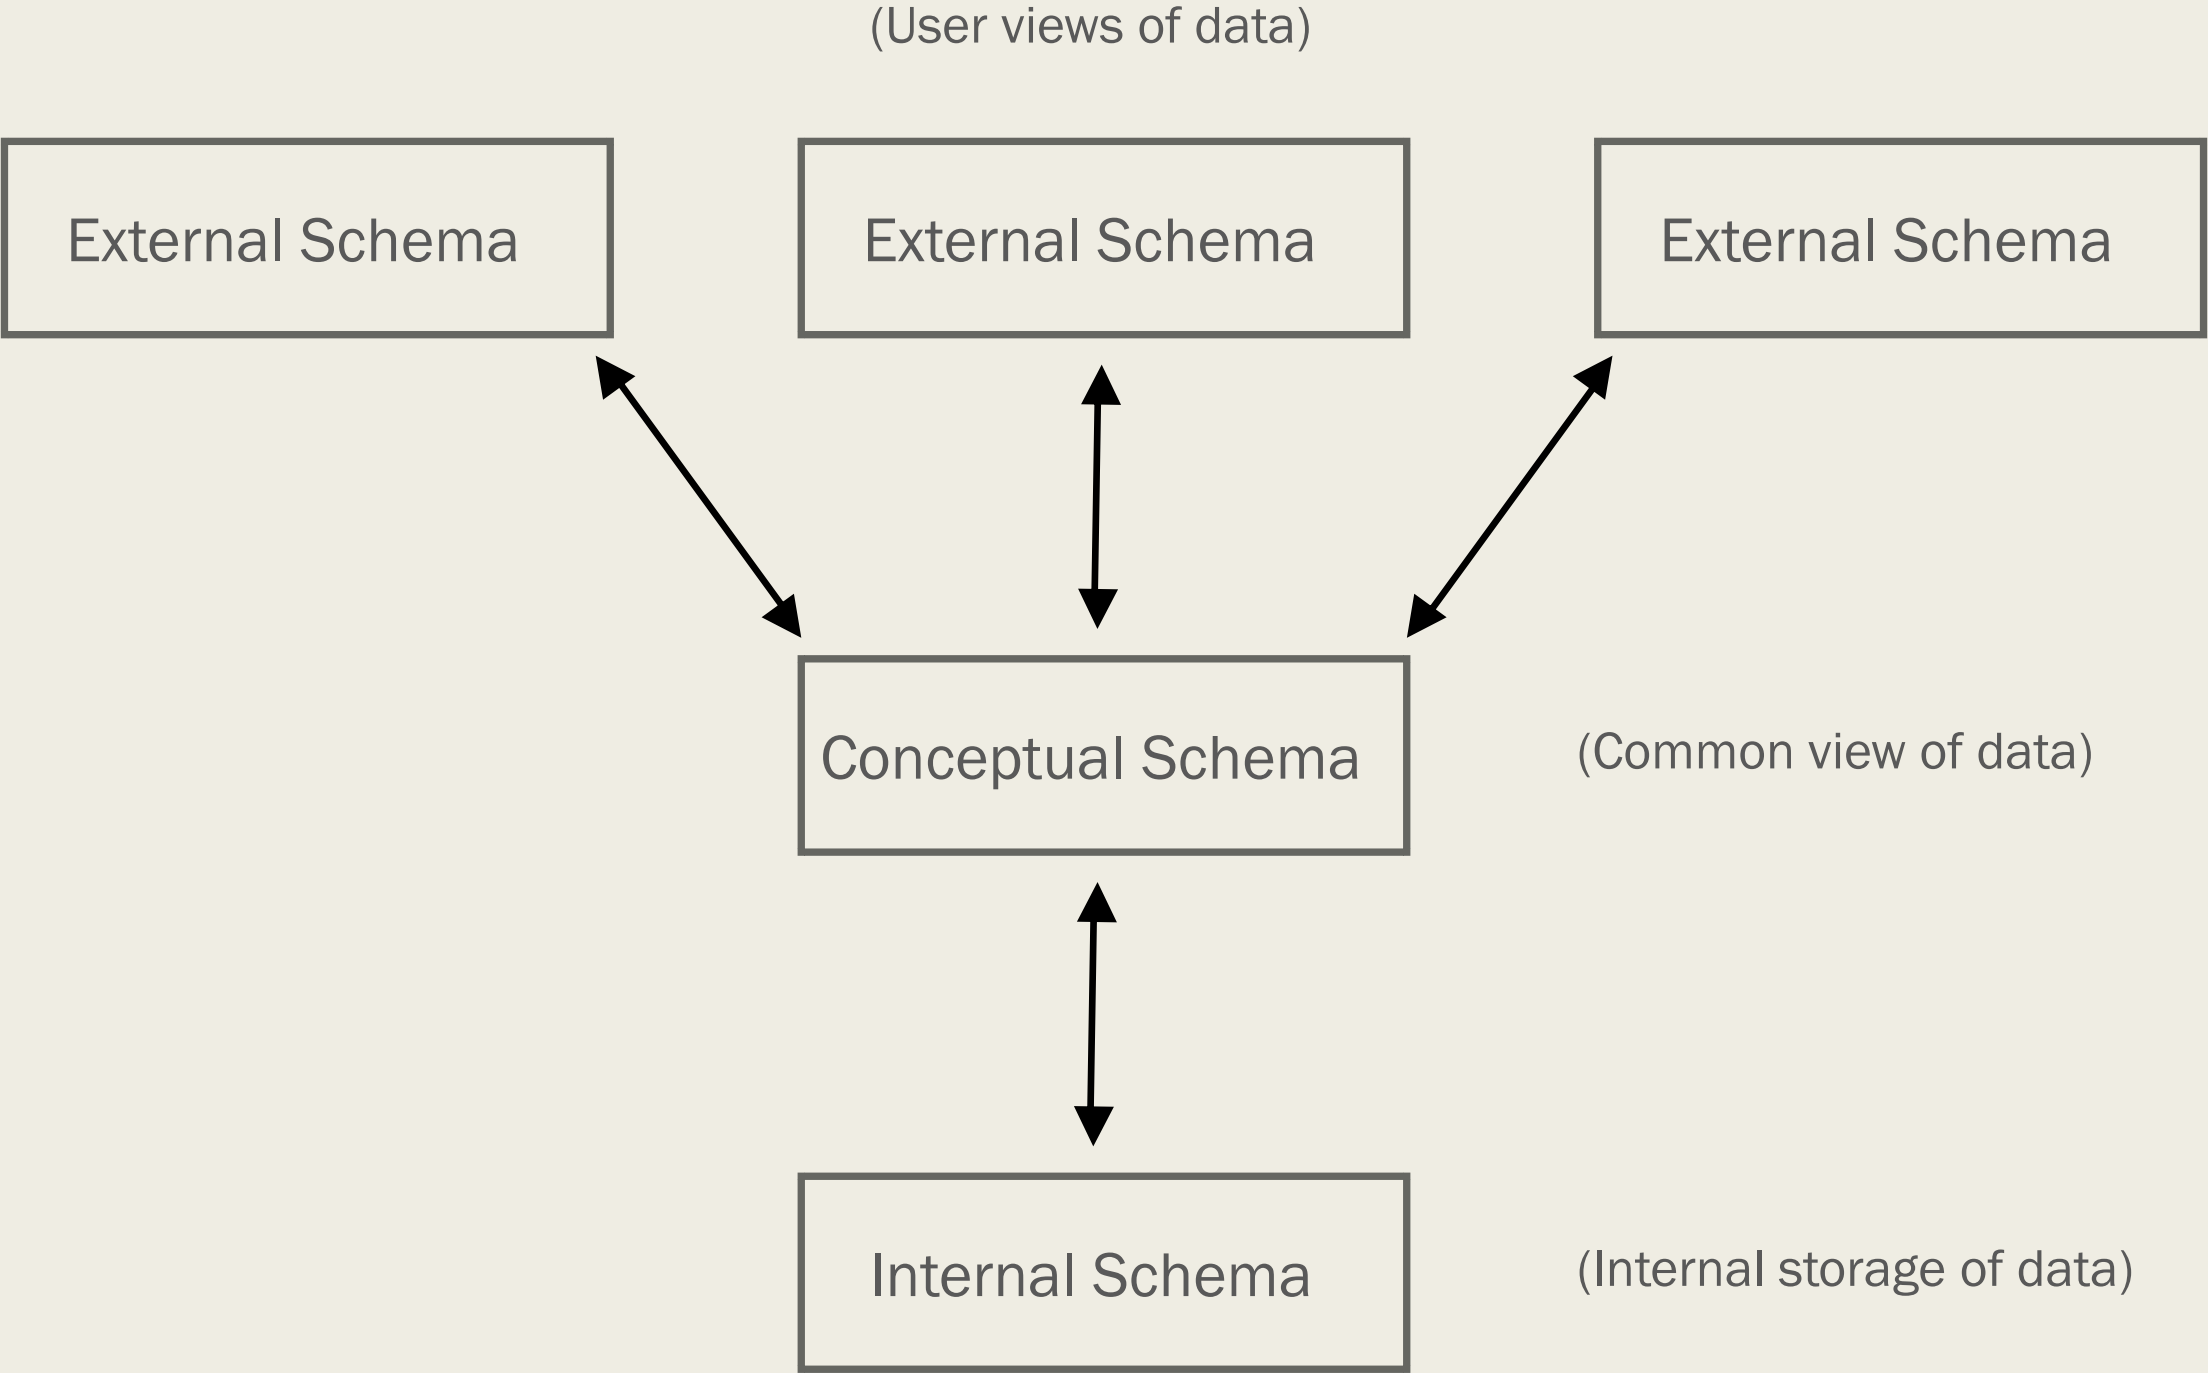 (User views of data)
External Schema
External Schema
External Schema
Conceptual Schema
(Common view of data)
Internal Schema
(Internal storage of data)